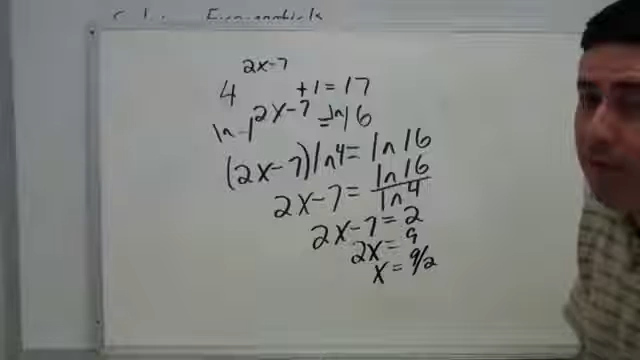 Exponentials
4^{2x-7} + 1 = 17
ln 4^{2x-7} = ln 16
(2x-7) ln 4 = ln 16
2x-7 = ln 16 / ln 4
2x-7 = 2
2x = 9
x = 9/2